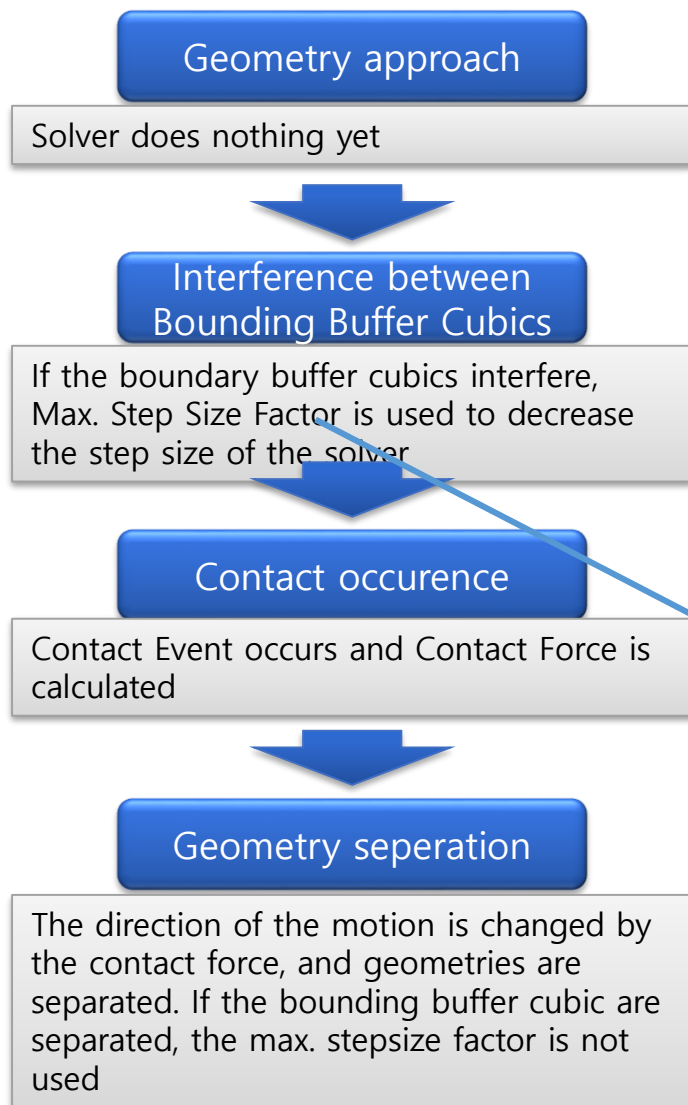 Geometry approach
Solver does nothing yet
Interference between
Bounding Buffer Cubics
If the boundary buffer cubics interfere,
Max. Step Size Factor is used to decrease
the step size of the solver
Contact occurence
Contact Event occurs and Contact Force is
calculated
Geometry seperation
The direction of the motion is changed by
the contact force, and geometries are
separated. If the bounding buffer cubic are
separated, the max. stepsize factor is not
used